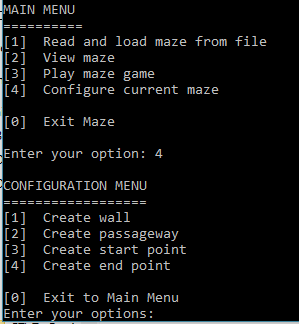 MAIN MENU
==========
[1] Read and load maze from file
[2] View maze
[3] Play maze game
[4] Configure current maze
[0] Exit Maze
Enter your option: 4
CONFIGURATION MENU
==================
[1] Create wall
[2] Create passageway
[3] Create start point
[4] Create end point
[0] Exit to Main Menu
Enter your options: